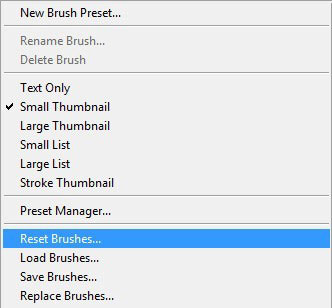 New Brush Preset...
Rename Brush...
Delete Brush
Text Only
Small Thumbnail
Large Thumbnail
Small List
Large List
Stroke Thumbnail
Preset Manager...
Reset Brushes...
Load Brushes...
Save Brushes...
Replace Brushes...